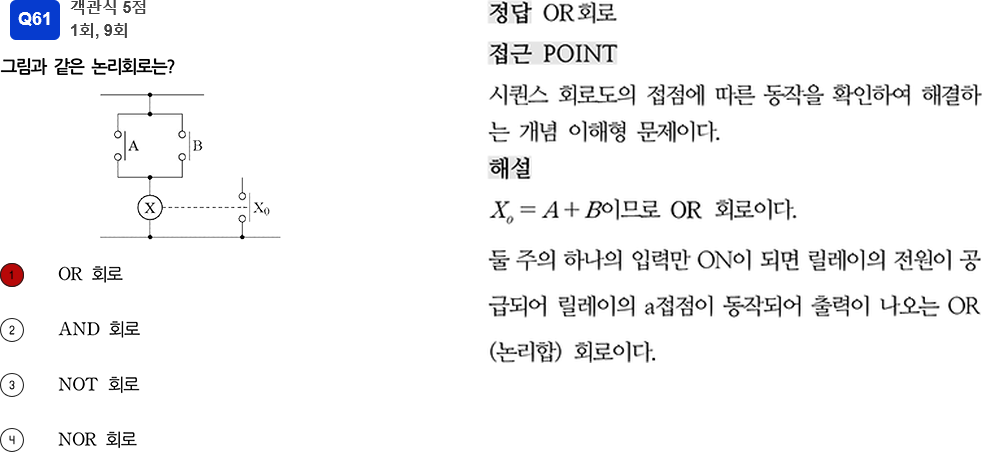 Q61
객관식 5점
1회, 9회
그림과 같은 논리회로는?
A
B
X
X₀
1
OR 회로
2
AND 회로
3
NOT 회로
4
NOR 회로
정답 OR회로
접근 POINT
시퀀스 회로도의 접점에 따른 동작을 확인하여 해결하
는 개념 이해형 문제이다.
해설
Xₒ = A + B이므로 OR 회로이다.
둘 주의 하나의 입력만 ON이 되면 릴레이의 전원이 공
급되어 릴레이의 a접점이 동작되어 출력이 나오는 OR
(논리합) 회로이다.